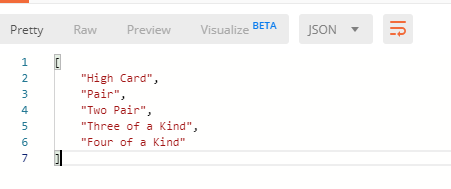 Pretty Raw Preview Visualize BETA JSON
1 [
2 "High Card",
3 "Pair",
4 "Two Pair",
5 "Three of a Kind",
6 "Four of a Kind"
7 ]